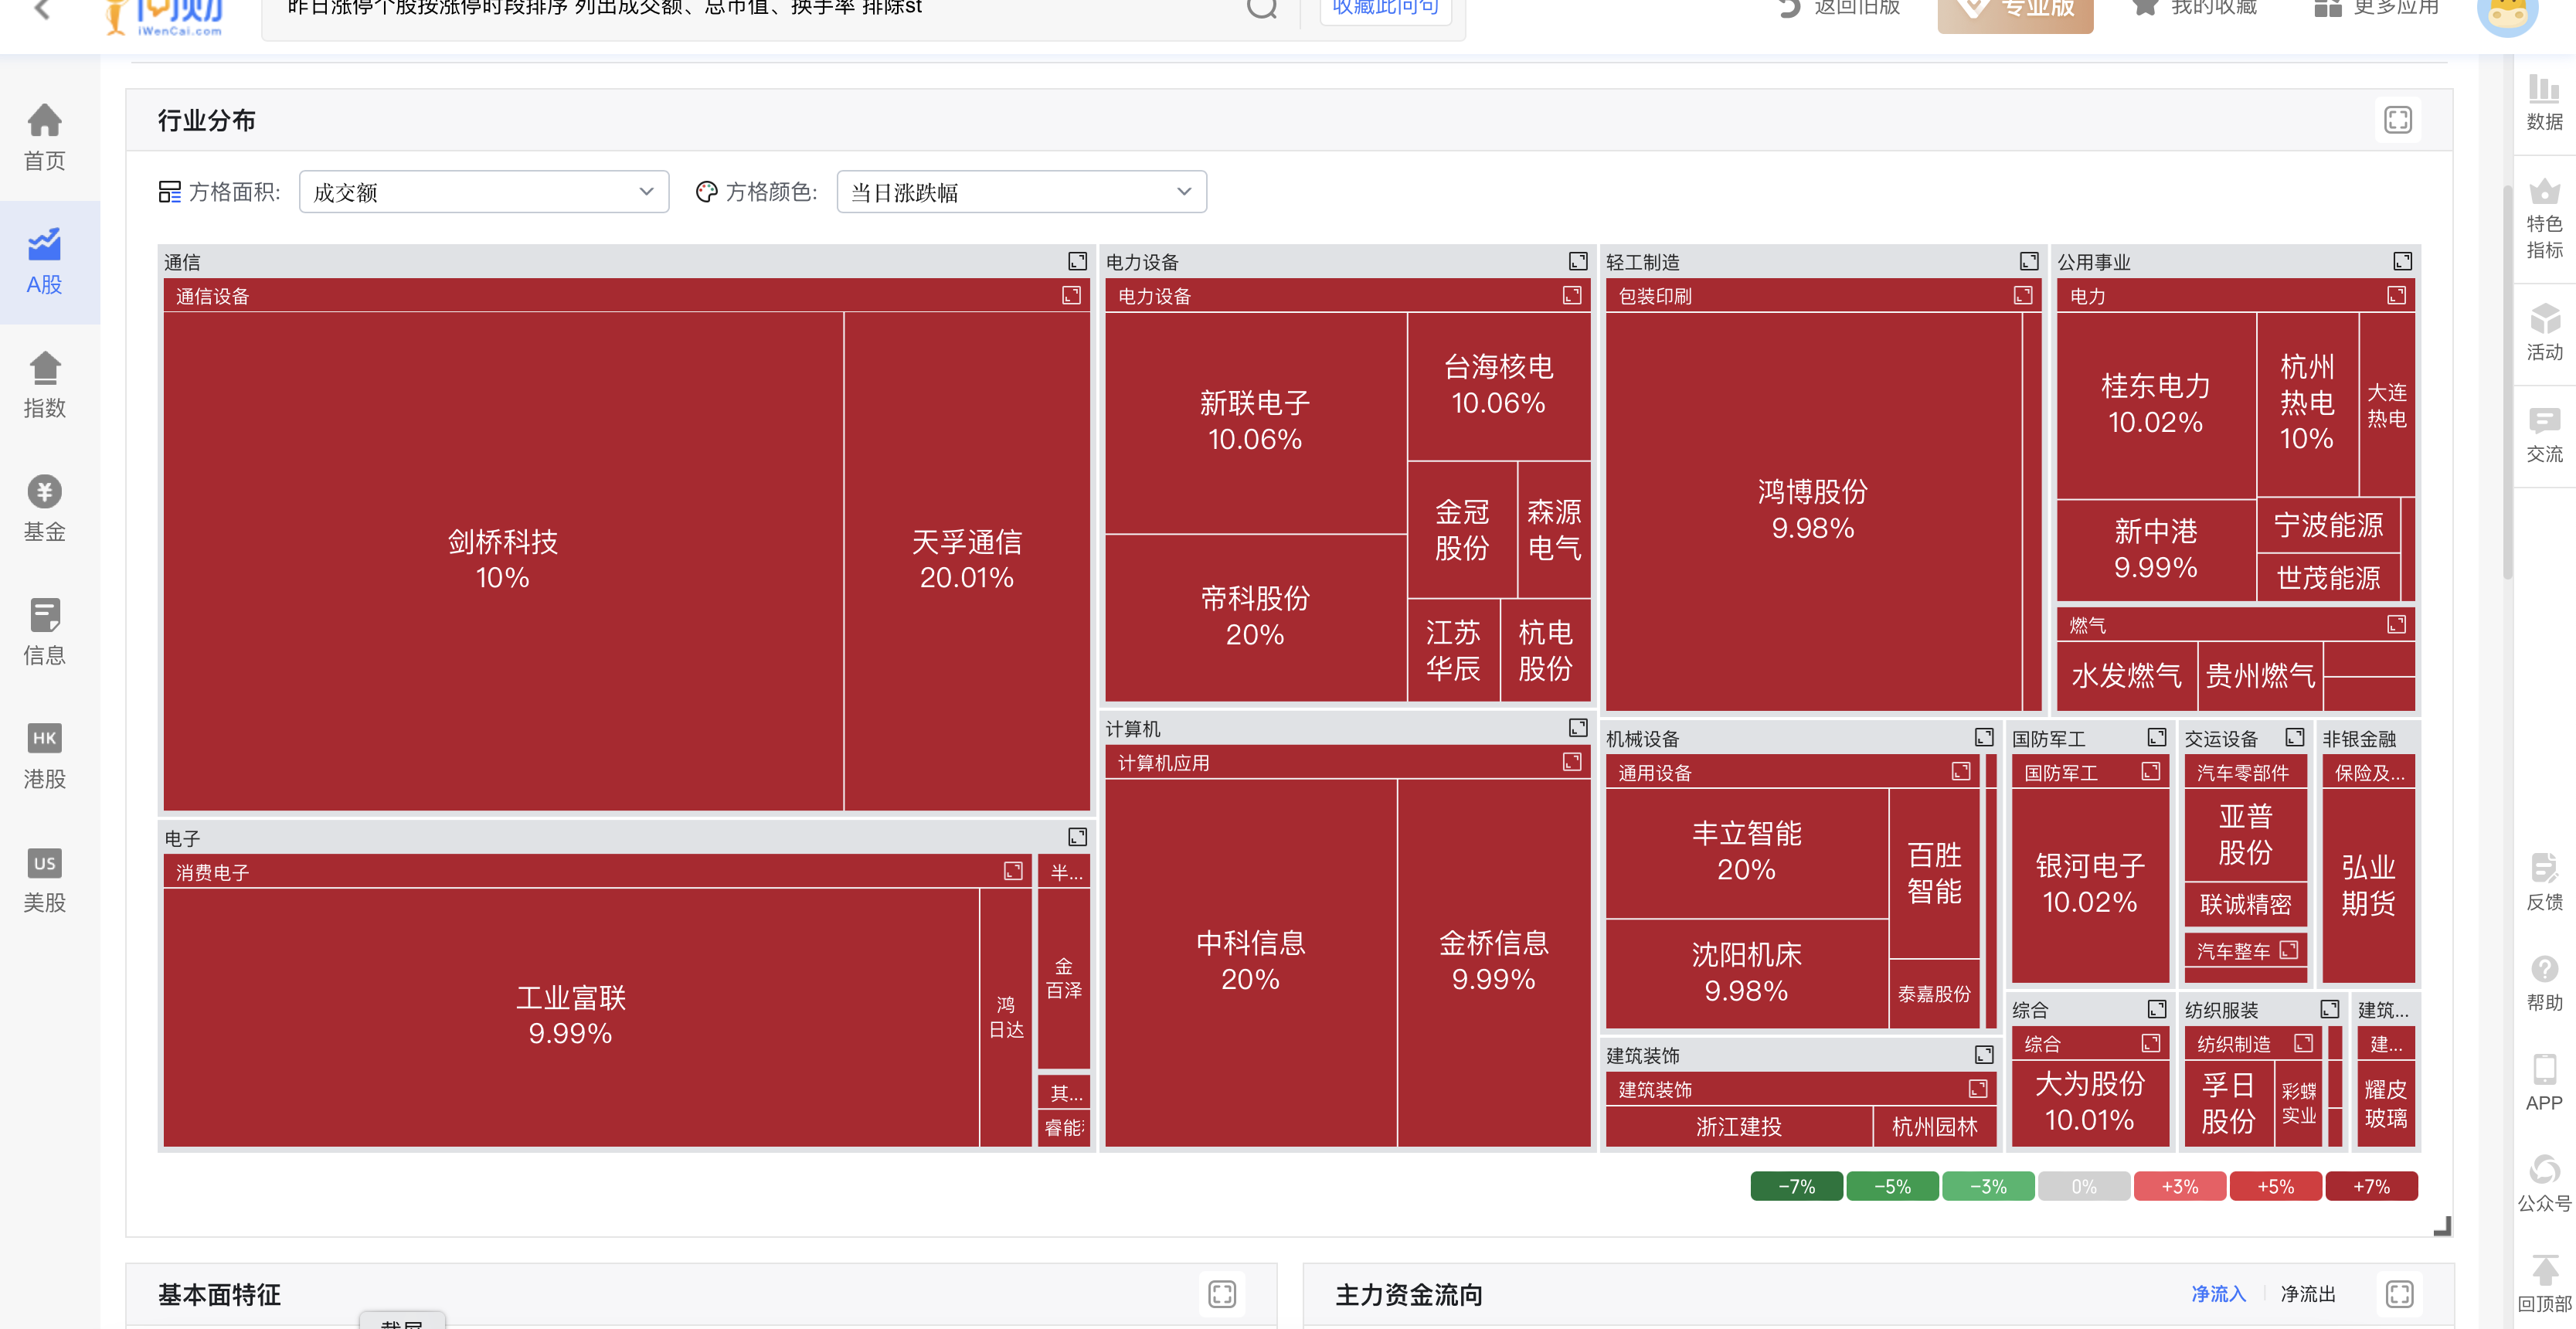 问财
iWenCai.com
昨日涨停个股按涨停时段排序 列出成交额、总市值、换手率 排除st
收藏此问句
返回旧版
专业版
我的收藏
更多应用
首页
A股
指数
基金
信息
HK
港股
US
美股
行业分布
方格面积:
成交额
方格颜色:
当日涨跌幅
通信
通信设备
剑桥科技
10%
天孚通信
20.01%
电子
消费电子
工业富联
9.99%
鸿
日达
半...
金
百泽
其...
睿能
电力设备
电力设备
新联电子
10.06%
台海核电
10.06%
帝科股份
20%
金冠
股份
森源
电气
江苏
华辰
杭电
股份
计算机
计算机应用
中科信息
20%
金桥信息
9.99%
轻工制造
包装印刷
鸿博股份
9.98%
公用事业
电力
桂东电力
10.02%
杭州
热电
10%
大连
热电
新中港
9.99%
宁波能源
世茂能源
燃气
水发燃气
贵州燃气
机械设备
通用设备
丰立智能
20%
百胜
智能
沈阳机床
9.98%
泰嘉股份
建筑装饰
建筑装饰
浙江建投
杭州园林
国防军工
国防军工
银河电子
10.02%
交运设备
汽车零部件
亚普
股份
联诚精密
汽车整车
非银金融
保险及...
弘业
期货
综合
综合
大为股份
10.01%
纺织服装
纺织制造
孚日
股份
彩蝶
实业
建筑...
建...
耀皮
玻璃
-7%
-5%
-3%
0%
+3%
+5%
+7%
基本面特征
截屏
主力资金流向
净流入
净流出
数据
特色
指标
活动
交流
反馈
帮助
APP
公众号
回顶部